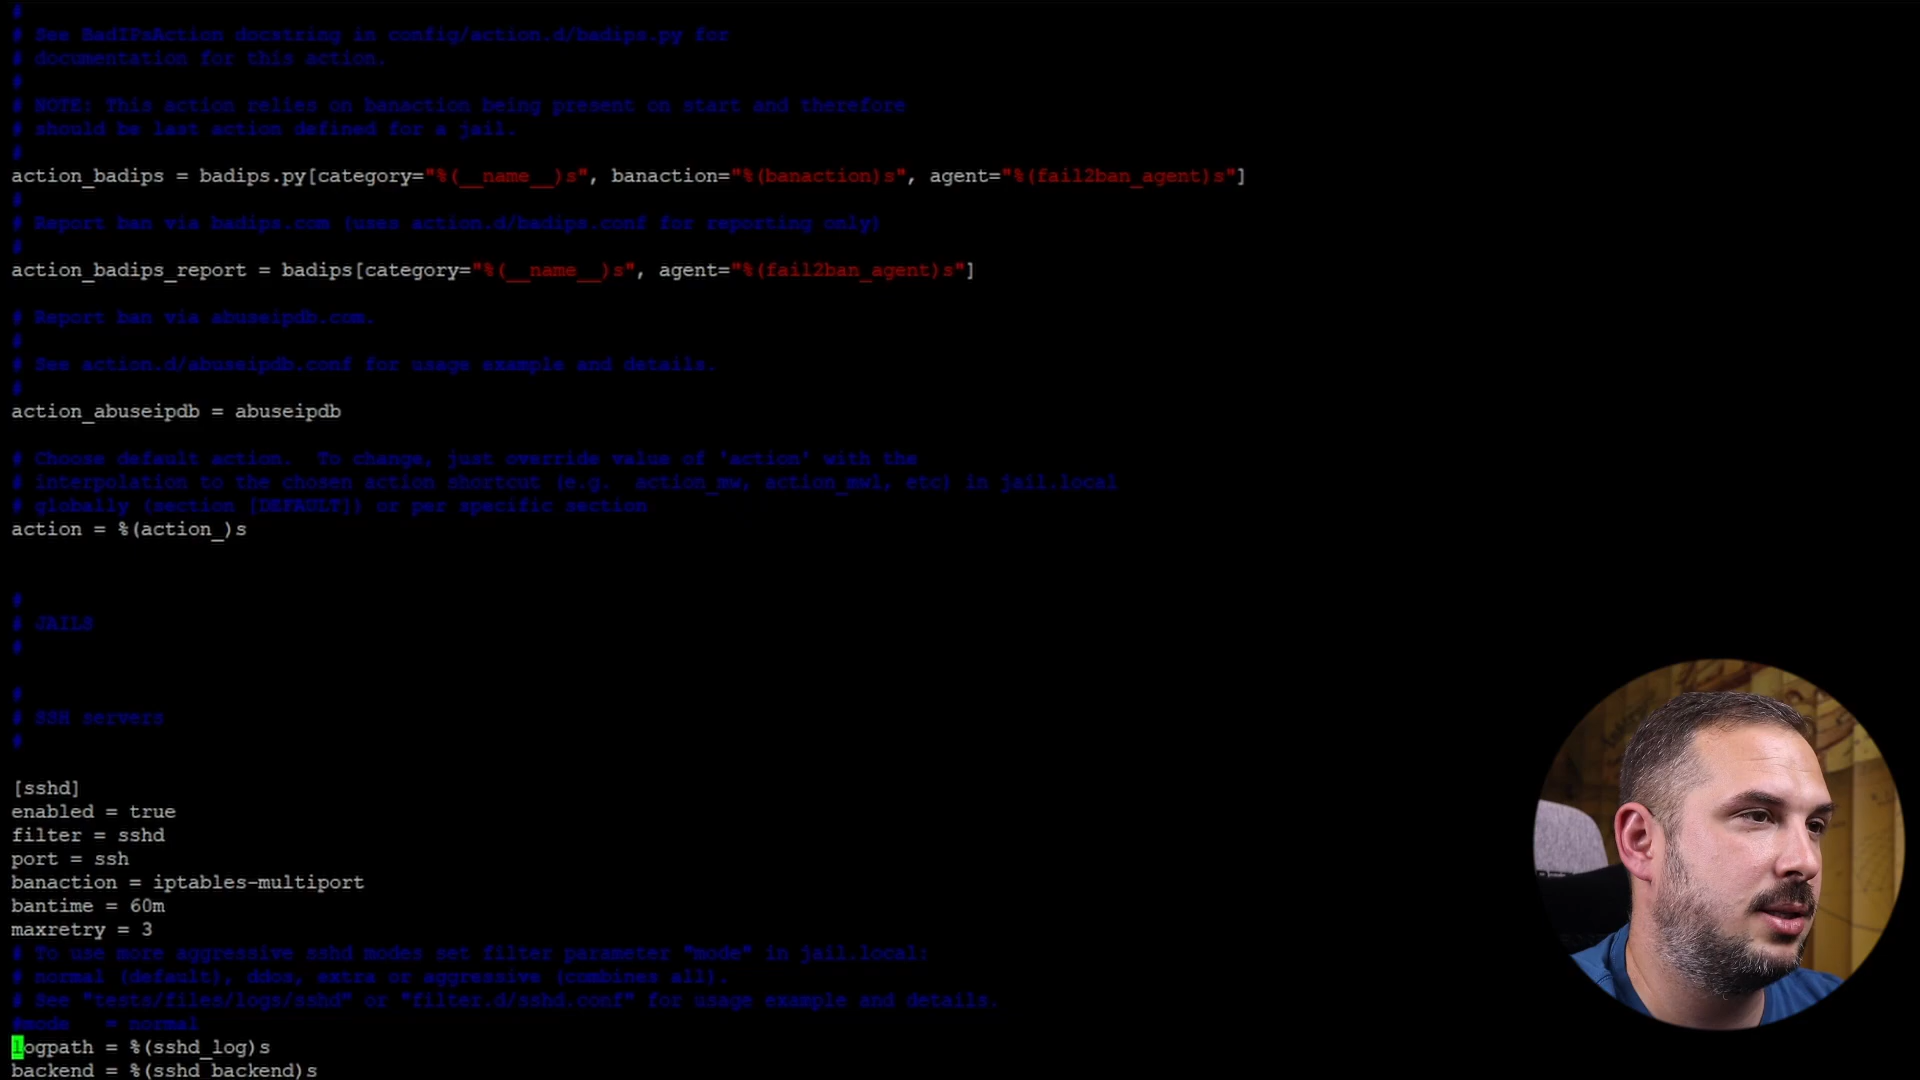 #
# See BadIPsAction docstring in config/action.d/badips.py for
# documentation for this action.
#
# NOTE: This action relies on banaction being present on start and therefore
# should be last action defined for a jail.
#
action_badips = badips.py[category="%(__name__)s", banaction="%(banaction)s", agent="%(fail2ban_agent)s"]
#
# Report ban via badips.com (uses action.d/badips.conf for reporting only)
#
action_badips_report = badips[category="%(__name__)s", agent="%(fail2ban_agent)s"]
# Report ban via abuseipdb.com.
#
# See action.d/abuseipdb.conf for usage example and details.
#
action_abuseipdb = abuseipdb
# Choose default action.  To change, just override value of 'action' with the
# interpolation to the chosen action shortcut (e.g.  action_mw, action_mwl, etc) in jail.local
# globally (section [DEFAULT]) or per specific section
action = %(action_)s
#
# JAILS
#
#
# SSH servers
#
[sshd]
enabled = true
filter = sshd
port = ssh
banaction = iptables-multiport
bantime = 60m
maxretry = 3
# To use more aggressive sshd modes set filter parameter "mode" in jail.local:
# normal (default), ddos, extra or aggressive (combines all).
# See "tests/files/logs/sshd" or "filter.d/sshd.conf" for usage example and details.
#mode   = normal
logpath = %(sshd_log)s
backend = %(sshd_backend)s